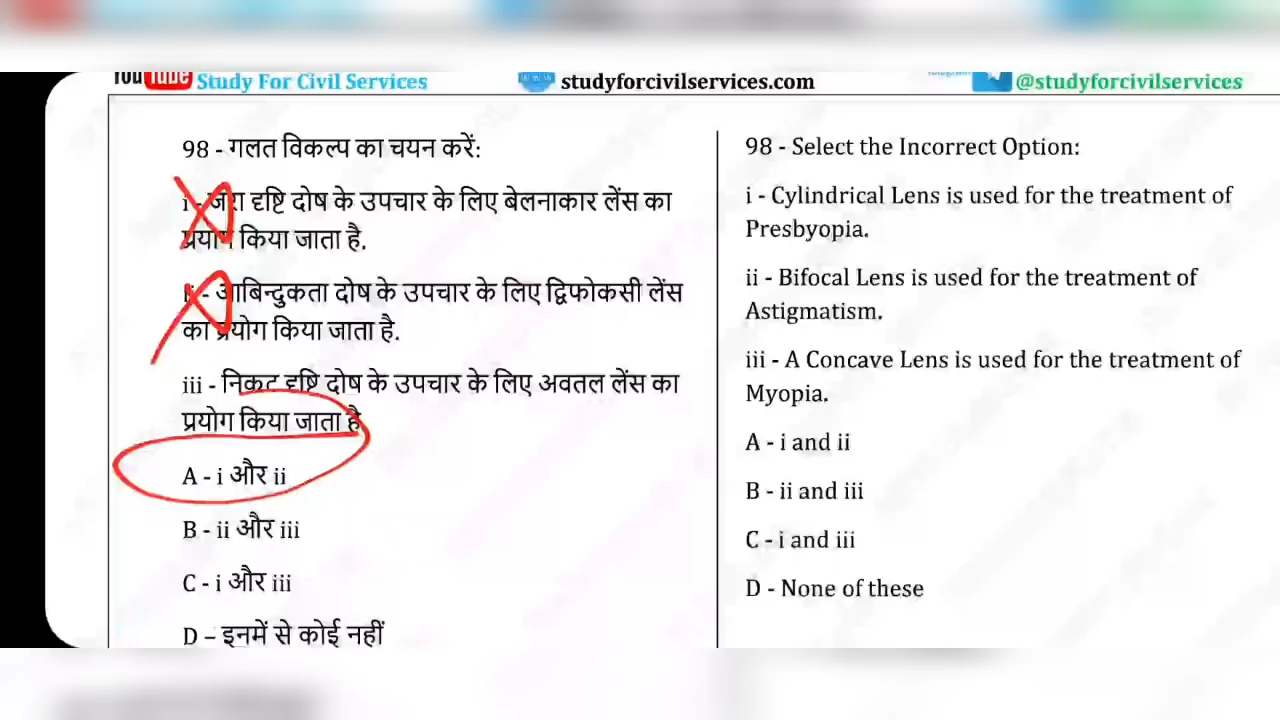 YouTube Study For Civil Services
studyforcivilservices.com
@studyforcivilservices
98 - गलत विकल्प का चयन करें:
i - जरा दृष्टि दोष के उपचार के लिए बेलनाकार लेंस का
प्रयोग किया जाता है.
ii - आबिन्दुकता दोष के उपचार के लिए द्विफोकसी लेंस
का प्रयोग किया जाता है.
iii - निकट दृष्टि दोष के उपचार के लिए अवतल लेंस का
प्रयोग किया जाता है
A - i और ii
B - ii और iii
C - i और iii
D – इनमें से कोई नहीं
98 - Select the Incorrect Option:
i - Cylindrical Lens is used for the treatment of
Presbyopia.
ii - Bifocal Lens is used for the treatment of
Astigmatism.
iii - A Concave Lens is used for the treatment of
Myopia.
A - i and ii
B - ii and iii
C - i and iii
D - None of these